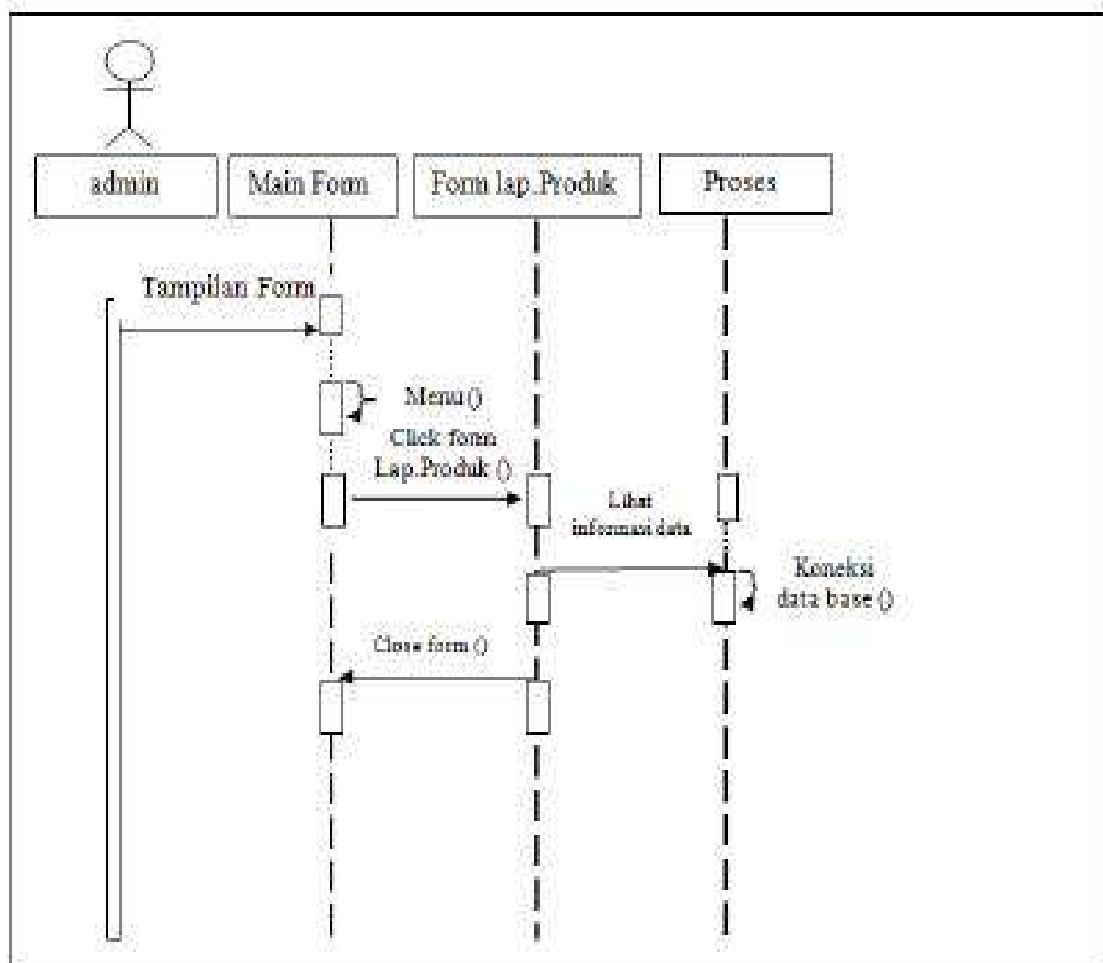 admin
Main Form
Form lap.Produk
Proses
Tampilan Form
Menu ()
Click form
Lap.Produk ()
Lihat
informasi data
Koneksi
data base ()
Close form ()